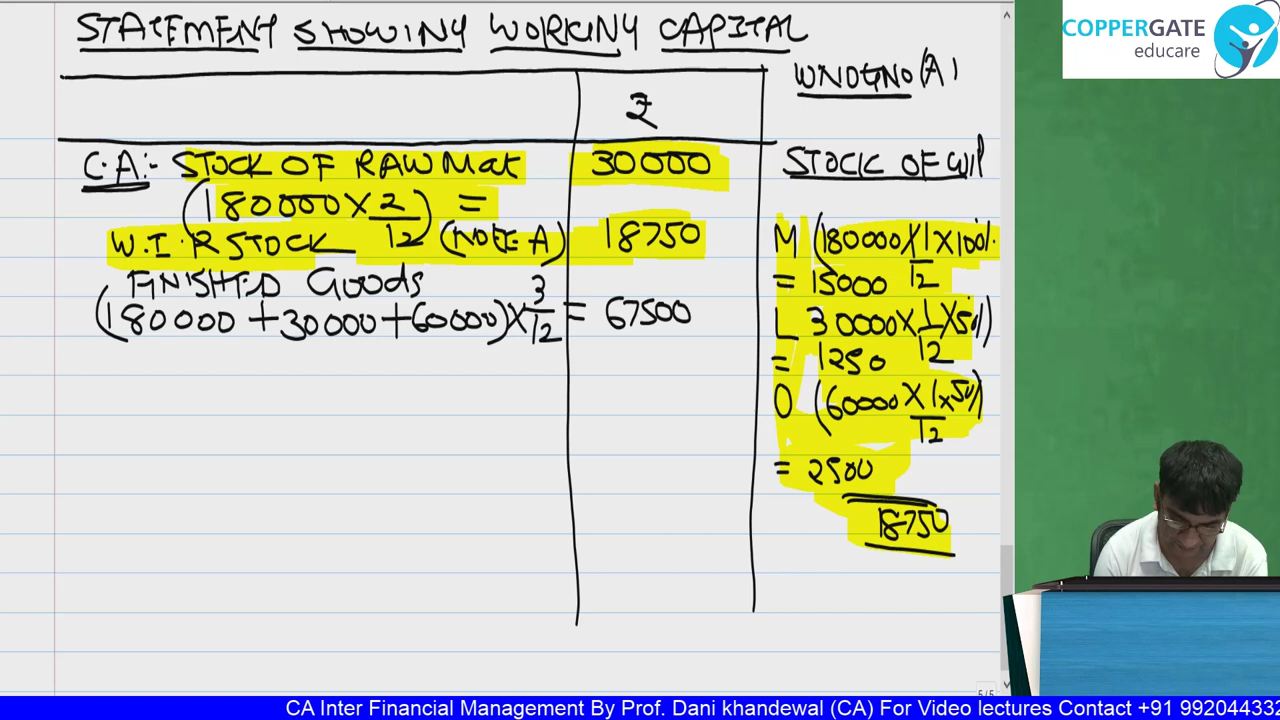 STATEMENT SHOWING WORKING CAPITAL
₹
C.A:- STOCK OF RAW Mat 30000
(180000 × 2/12) =
W.I.P STOCK (NOTE A) 18750
FINISHED Goods
(180000 + 30000 + 60000) × 3/12 = 67500
(A)
STOCK OF WIP
M (180000 × 1/12 × 100%
= 15000
L 30000 × 1/12 × 50%)
= 1250
O (60000 × 1/12 × 50%)
= 2500
18750
COPPERGATE
educare
5/5
CA Inter Financial Management By Prof. Dani khandewal (CA) For Video lectures Contact +91 992044332